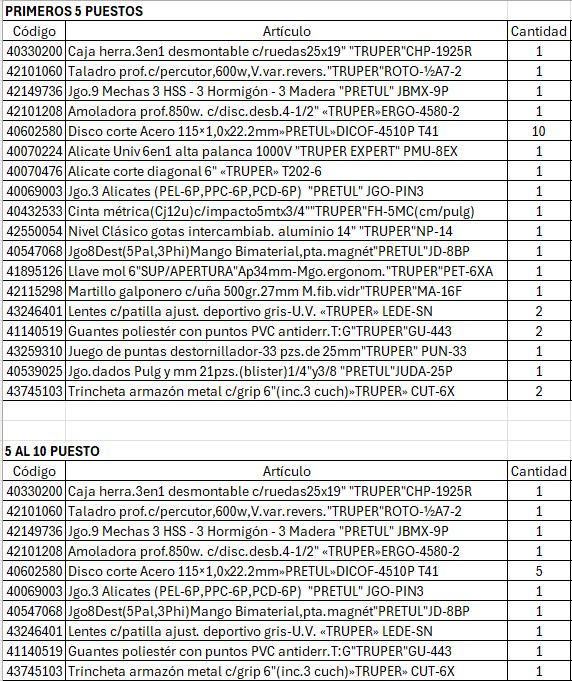 PRIMEROS 5 PUESTOS
Código Artículo Cantidad
40330200 Caja herra.3en1 desmontable c/ruedas25x19" "TRUPER"CHP-1925R 1
42101060 Taladro prof.c/percutor,600w,V.var.revers."TRUPER"ROTO-½A7-2 1
42149736 Jgo.9 Mechas 3 HSS - 3 Hormigón - 3 Madera "PRETUL" JBMX-9P 1
42101208 Amoladora prof.850w. c/disc.desb.4-1/2" «TRUPER»ERGO-4580-2 1
40602580 Disco corte Acero 115×1,0x22.2mm»PRETUL»DICOF-4510P T41 10
40070224 Alicate Univ 6en1 alta palanca 1000V "TRUPER EXPERT" PMU-8EX 1
40070476 Alicate corte diagonal 6" «TRUPER» T202-6 1
40069003 Jgo.3 Alicates (PEL-6P,PPC-6P,PCD-6P) "PRETUL" JGO-PIN3 1
40432533 Cinta métrica(Cj12u)c/impacto5mtx3/4""TRUPER"FH-5MC(cm/pulg) 1
42550054 Nivel Clásico gotas intercambiab. aluminio 14" "TRUPER"NP-14 1
40547068 Jgo8Dest(5Pal,3Phi)Mango Bimaterial,pta.magnét"PRETUL"JD-8BP 1
41895126 Llave mol 6"SUP/APERTURA"Ap34mm-Mgo.ergonom."TRUPER"PET-6XA 1
42115298 Martillo galponero c/uña 500gr.27mm M.fib.vidr"TRUPER"MA-16F 1
43246401 Lentes c/patilla ajust. deportivo gris-U.V. «TRUPER» LEDE-SN 2
41140519 Guantes poliestér con puntos PVC antiderr.T:G"TRUPER"GU-443 2
43259310 Juego de puntas destornillador-33 pzs.de 25mm"TRUPER" PUN-33 1
40539025 Jgo.dados Pulg y mm 21pzs.(blister)1/4"y3/8 "PRETUL"JUDA-25P 1
43745103 Trincheta armazón metal c/grip 6"(inc.3 cuch)»TRUPER» CUT-6X 2
5 AL 10 PUESTO
Código Artículo Cantidad
40330200 Caja herra.3en1 desmontable c/ruedas25x19" "TRUPER"CHP-1925R 1
42101060 Taladro prof.c/percutor,600w,V.var.revers."TRUPER"ROTO-½A7-2 1
42149736 Jgo.9 Mechas 3 HSS - 3 Hormigón - 3 Madera "PRETUL" JBMX-9P 1
42101208 Amoladora prof.850w. c/disc.desb.4-1/2" «TRUPER»ERGO-4580-2 1
40602580 Disco corte Acero 115×1,0x22.2mm»PRETUL»DICOF-4510P T41 5
40069003 Jgo.3 Alicates (PEL-6P,PPC-6P,PCD-6P) "PRETUL" JGO-PIN3 1
40547068 Jgo8Dest(5Pal,3Phi)Mango Bimaterial,pta.magnét"PRETUL"JD-8BP 1
43246401 Lentes c/patilla ajust. deportivo gris-U.V. «TRUPER» LEDE-SN 1
41140519 Guantes poliestér con puntos PVC antiderr.T:G"TRUPER"GU-443 1
43745103 Trincheta armazón metal c/grip 6"(inc.3 cuch)»TRUPER» CUT-6X 1